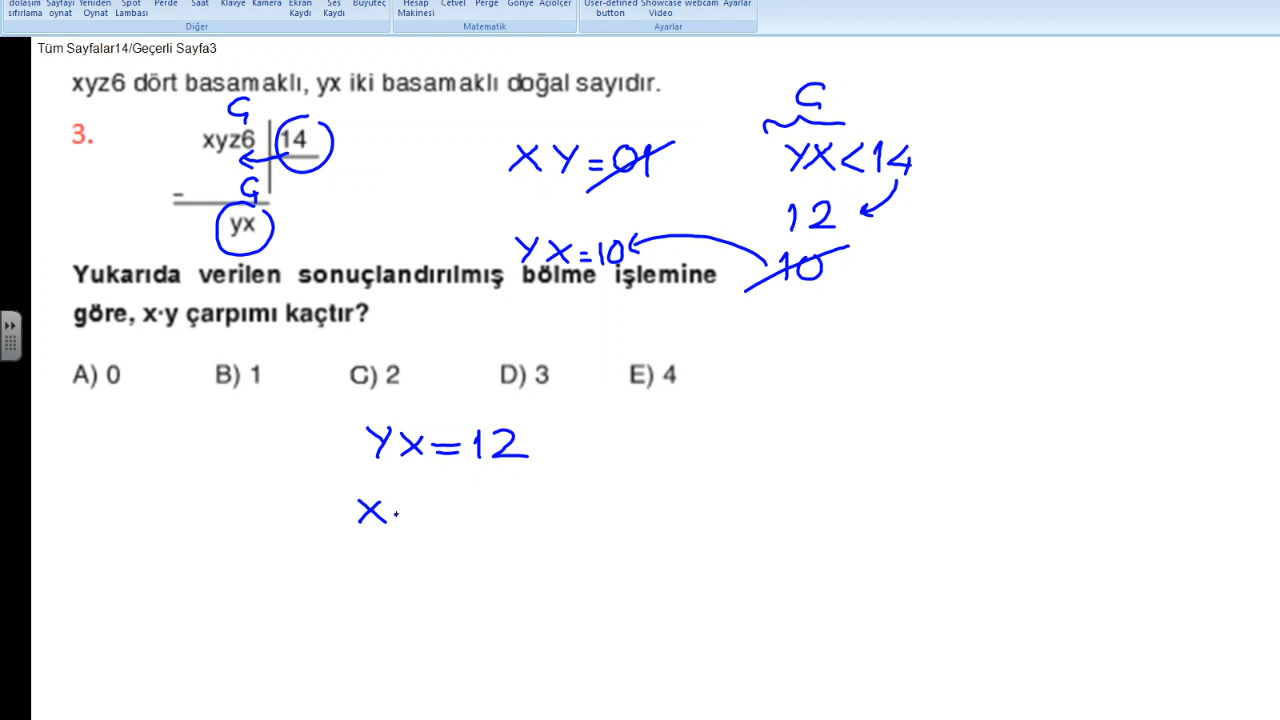 dolaşım Sayfayı Yeniden Spot Perde Saat Klavye Kamera Ekran Ses Büyüteç Hesap Cetvel Perge Gönye Açıölçer User-defined Showcase webcam Ayarlar
sıfırlama oynat Oynat Lambası Kaydı Kaydı Makinesi button Video
Diğer Matematik Ayarlar
Tüm Sayfalar14/Geçerli Sayfa3
xyz6 dört basamaklı, yx iki basamaklı doğal sayıdır.
Ç Ç
3. xyz6 14 XY=01 YX<14
Ç
- 12
yx YX=10 10
Yukarıda verilen sonuçlandırılmış bölme işlemine
göre, x·y çarpımı kaçtır?
A) 0 B) 1 C) 2 D) 3 E) 4
YX=12
X.